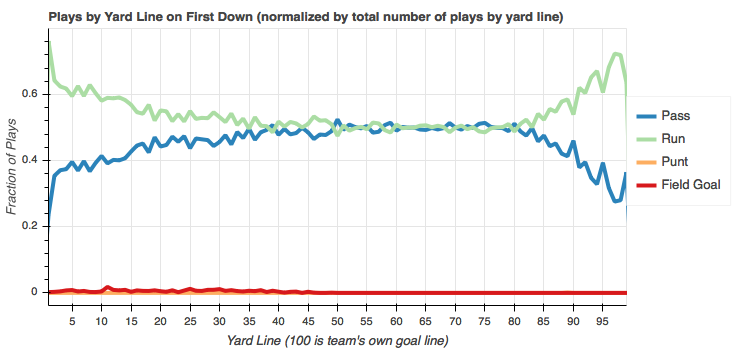 Plays by Yard Line on First Down (normalized by total number of plays by yard line)
Fraction of Plays
0.6
0.4
0.2
0
5 10 15 20 25 30 35 40 45 50 55 60 65 70 75 80 85 90 95
Yard Line (100 is team's own goal line)
Pass
Run
Punt
Field Goal